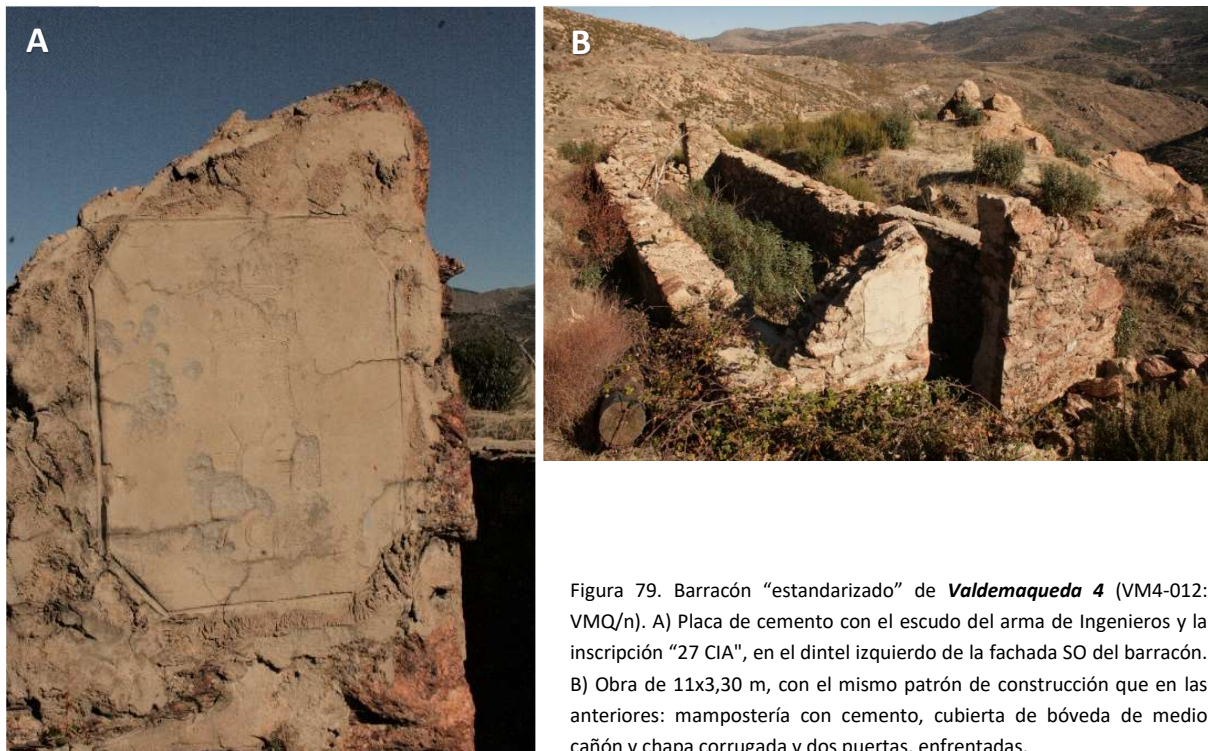 A
B
Figura 79. Barracón “estandarizado” de Valdemaqueda 4 (VM4-012:
VMQ/n). A) Placa de cemento con el escudo del arma de Ingenieros y la
inscripción “27 CIA", en el dintel izquierdo de la fachada SO del barracón.
B) Obra de 11x3,30 m, con el mismo patrón de construcción que en las
anteriores: mampostería con cemento, cubierta de bóveda de medio
cañón y chapa corrugada y dos puertas, enfrentadas.